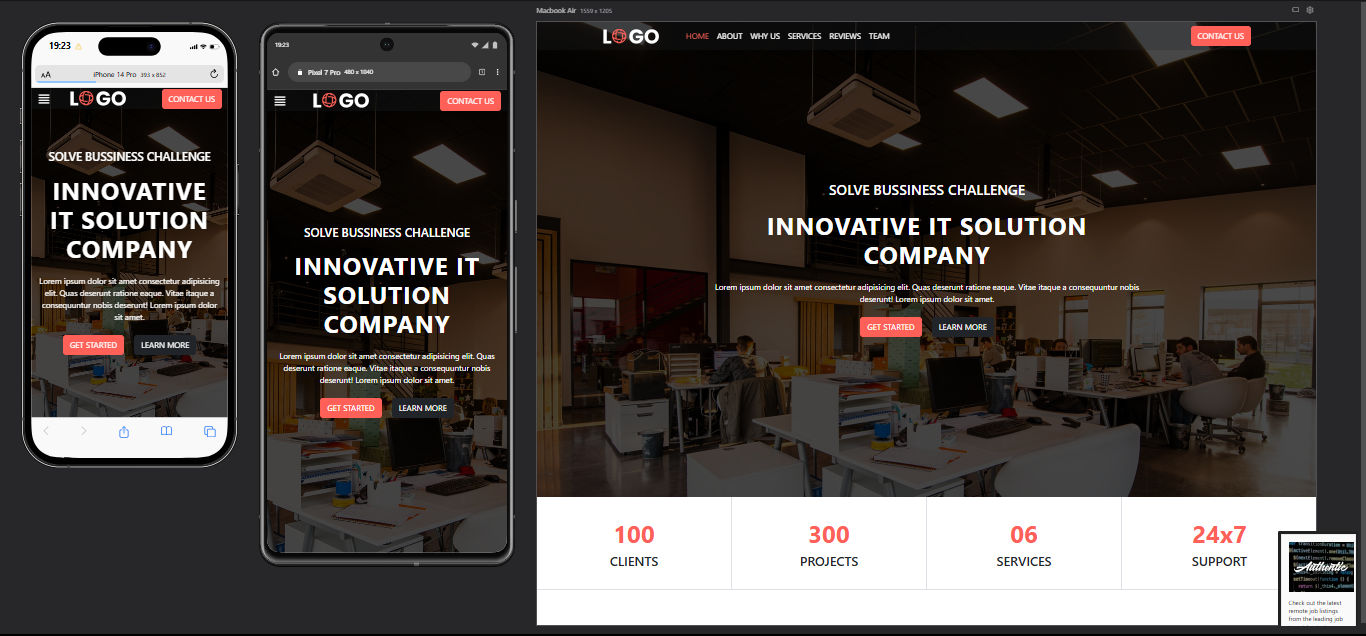 19:23
AA iPhone 14 Pro 393 x 852
LOGO CONTACT US
SOLVE BUSSINESS CHALLENGE
INNOVATIVE
IT SOLUTION
COMPANY
Lorem ipsum dolor sit amet consectetur adipisicing
elit. Quas deserunt ratione eaque. Vitae itaque a
consequuntur nobis deserunt! Lorem ipsum dolor
sit amet.
GET STARTED LEARN MORE
19:23
Pixel 7 Pro 480 x 1040
LOGO CONTACT US
SOLVE BUSSINESS CHALLENGE
INNOVATIVE IT
SOLUTION
COMPANY
Lorem ipsum dolor sit amet consectetur adipisicing elit. Quas
deserunt ratione eaque. Vitae itaque a consequuntur nobis
deserunt! Lorem ipsum dolor sit amet.
GET STARTED LEARN MORE
Macbook Air 1559 x 1205
LOGO HOME ABOUT WHY US SERVICES REVIEWS TEAM CONTACT US
SOLVE BUSSINESS CHALLENGE
INNOVATIVE IT SOLUTION
COMPANY
Lorem ipsum dolor sit amet consectetur adipisicing elit. Quas deserunt ratione eaque. Vitae itaque a consequuntur nobis
deserunt! Lorem ipsum dolor sit amet.
GET STARTED LEARN MORE
100 300 06 24x7
CLIENTS PROJECTS SERVICES SUPPORT
Authentic
Check out the latest
remote job listings
from the leading job